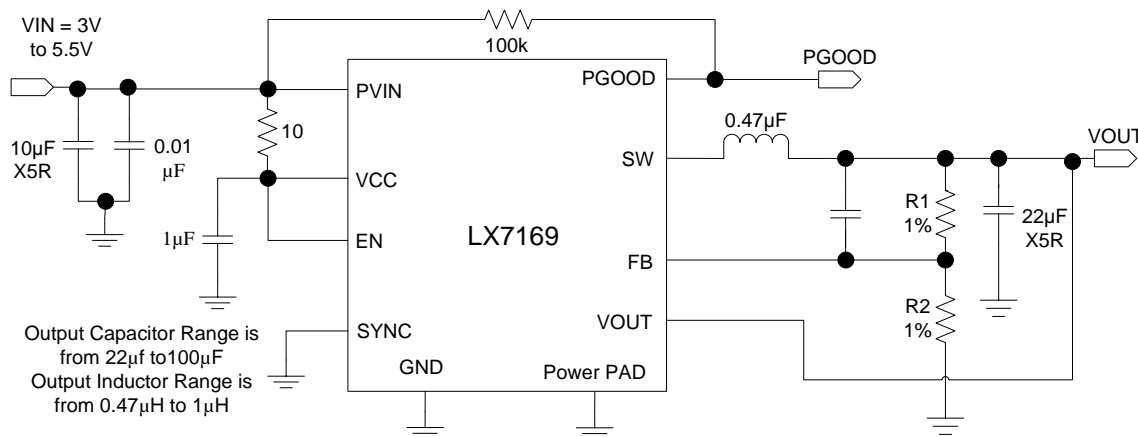 VIN = 3V
to 5.5V
100k
PGOOD
PGOOD
PVIN
10
0.47µF
VOUT
10µF
X5R
0.01
µF
SW
VCC
R1
1%
22µF
X5R
1µF
EN
LX7169
FB
R2
1%
VOUT
SYNC
Output Capacitor Range is
from 22µf to100µF
Output Inductor Range is
from 0.47µH to 1µH
GND
Power PAD